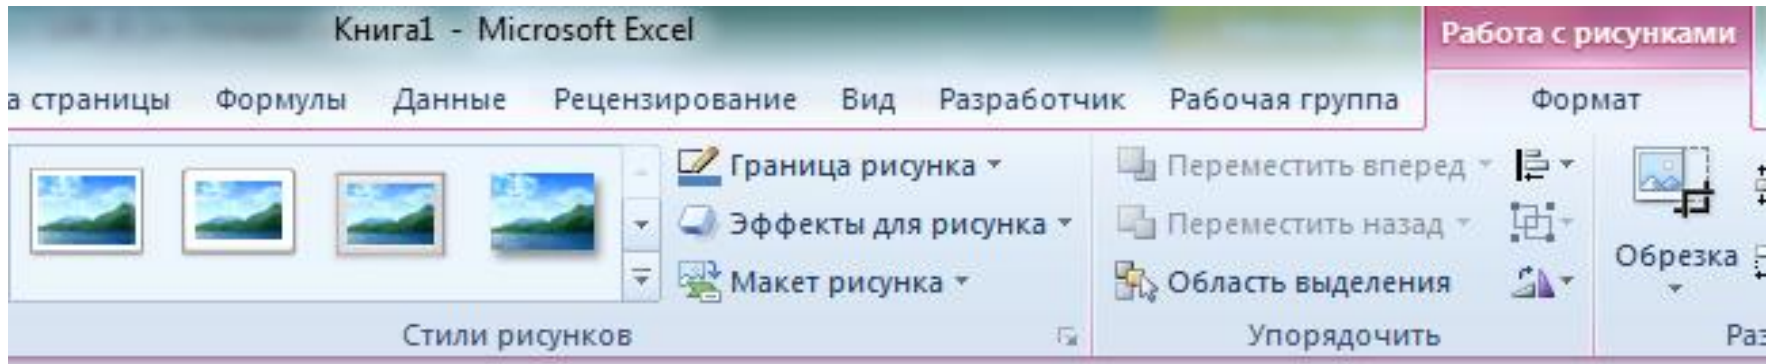 Книга1 - Microsoft Excel
Работа с рисунками
а страницы Формулы Данные Рецензирование Вид Разработчик Рабочая группа Формат
Граница рисунка
Переместить вперед
Эффекты для рисунка
Переместить назад
Обрезка
Макет рисунка
Область выделения
Стили рисунков
Упорядочить
Раз